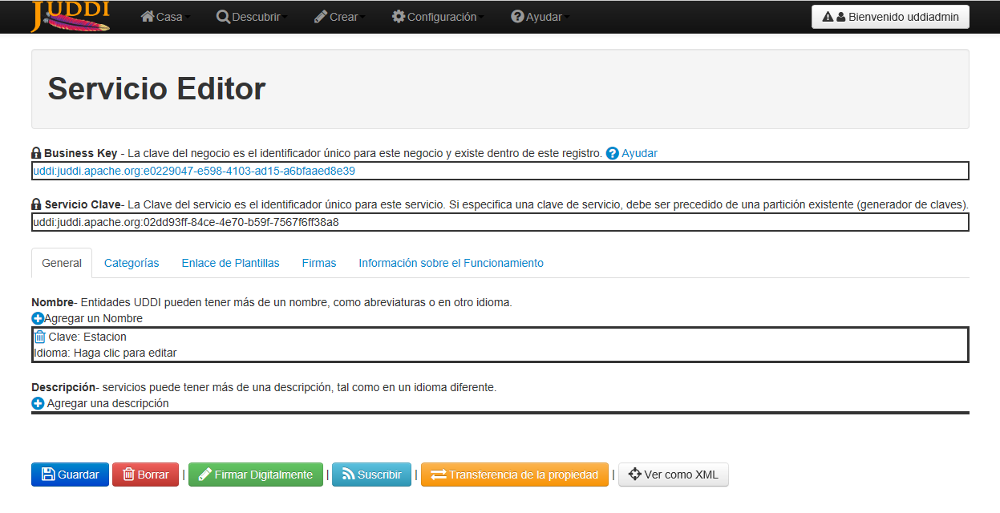 JUDDI Casa Descubrir Crear Configuración Ayudar Bienvenido uddiadmin
Servicio Editor
Business Key - La clave del negocio es el identificador único para este negocio y existe dentro de este registro. Ayudar
uddi:juddi.apache.org:e0229047-e598-4103-ad15-a6bfaaed8e39
Servicio Clave- La Clave del servicio es el identificador único para este servicio. Si especifica una clave de servicio, debe ser precedido de una partición existente (generador de claves).
uddi:juddi.apache.org:02dd93ff-84ce-4e70-b59f-7567f6ff38a8
General Categorías Enlace de Plantillas Firmas Información sobre el Funcionamiento
Nombre- Entidades UDDI pueden tener más de un nombre, como abreviaturas o en otro idioma.
Agregar un Nombre
Clave: Estacion
Idioma: Haga clic para editar
Descripción- servicios puede tener más de una descripción, tal como en un idioma diferente.
Agregar una descripción
Guardar Borrar | Firmar Digitalmente | Suscribir | Transferencia de la propiedad | Ver como XML